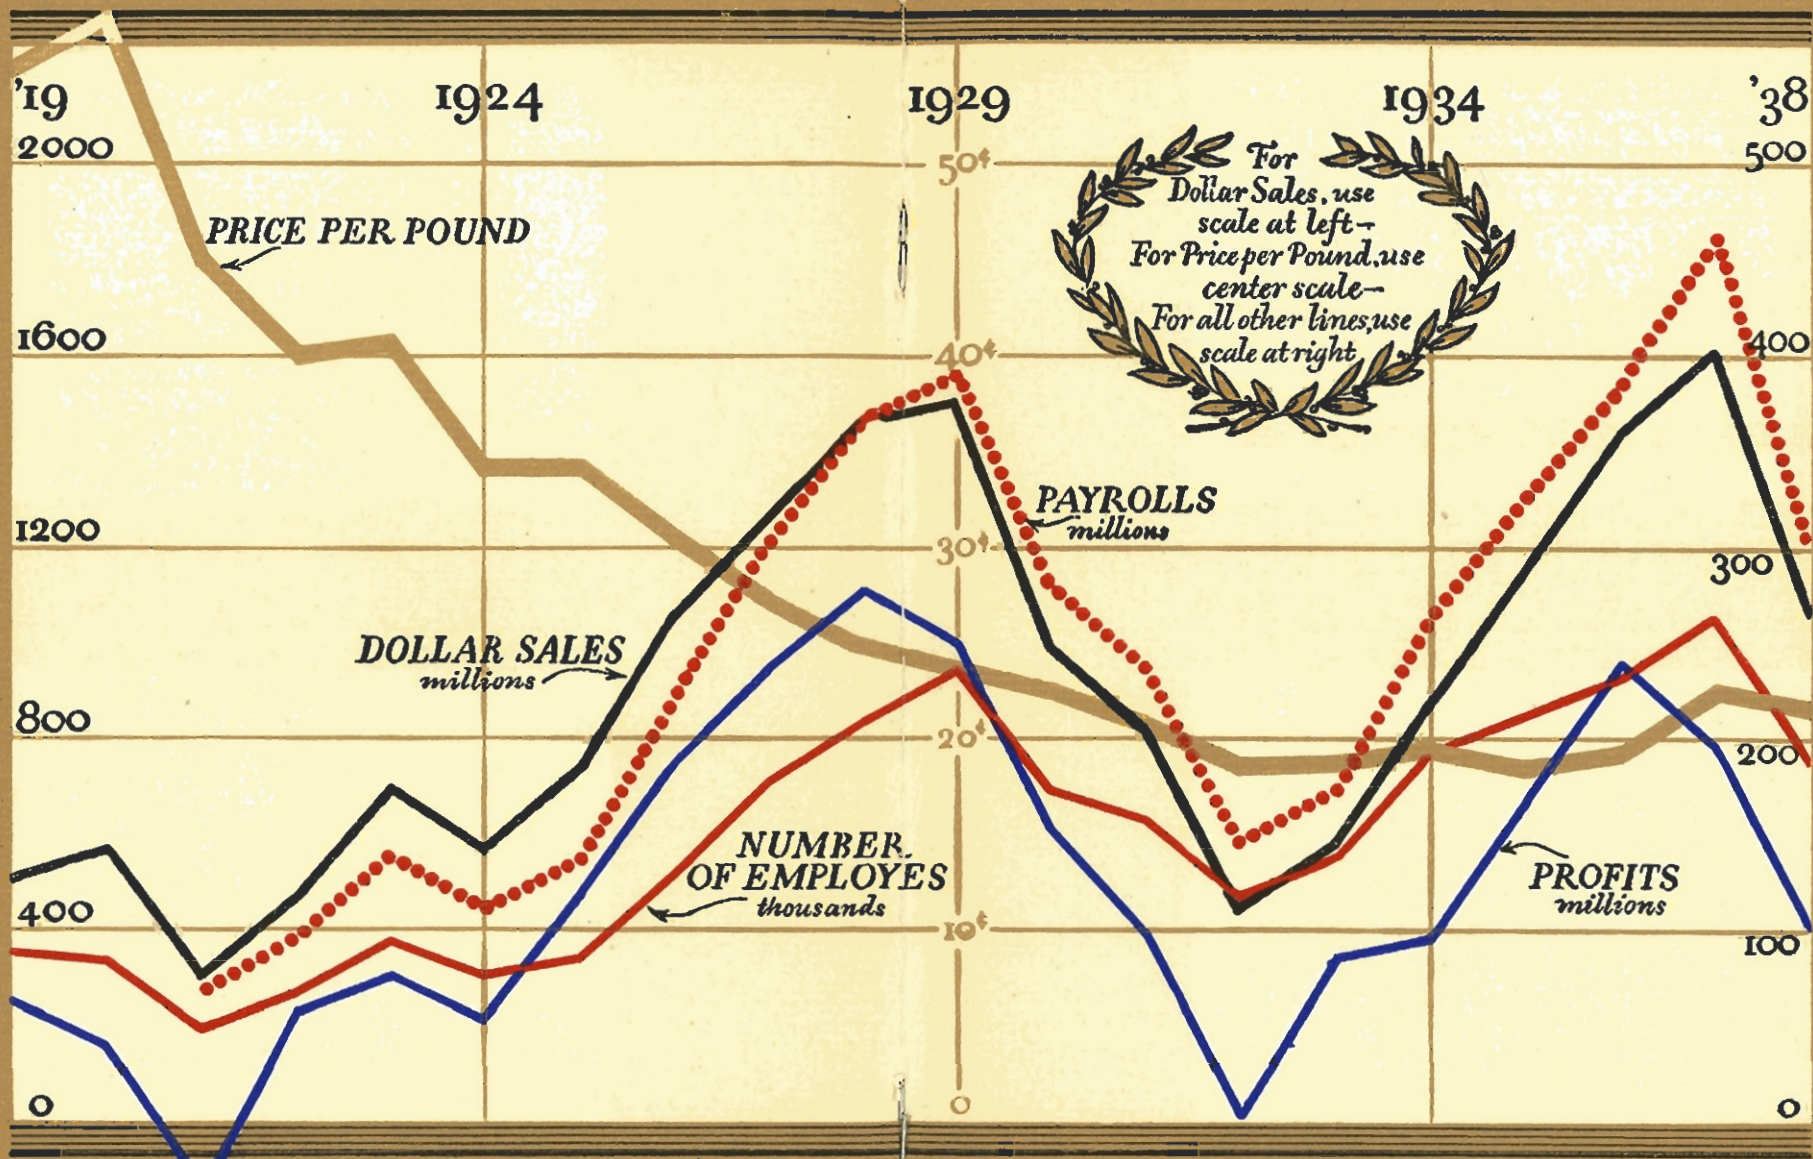 '19
1924
1929
1934
'38
2000
50¢
500
For
Dollar Sales, use
scale at left—
For Price per Pound, use
center scale—
For all other lines, use
scale at right
PRICE PER POUND
1600
40¢
400
PAYROLLS
millions
1200
30¢
300
DOLLAR SALES
millions
800
20¢
200
NUMBER
OF EMPLOYES
thousands
PROFITS
millions
400
10¢
100
0
0
0